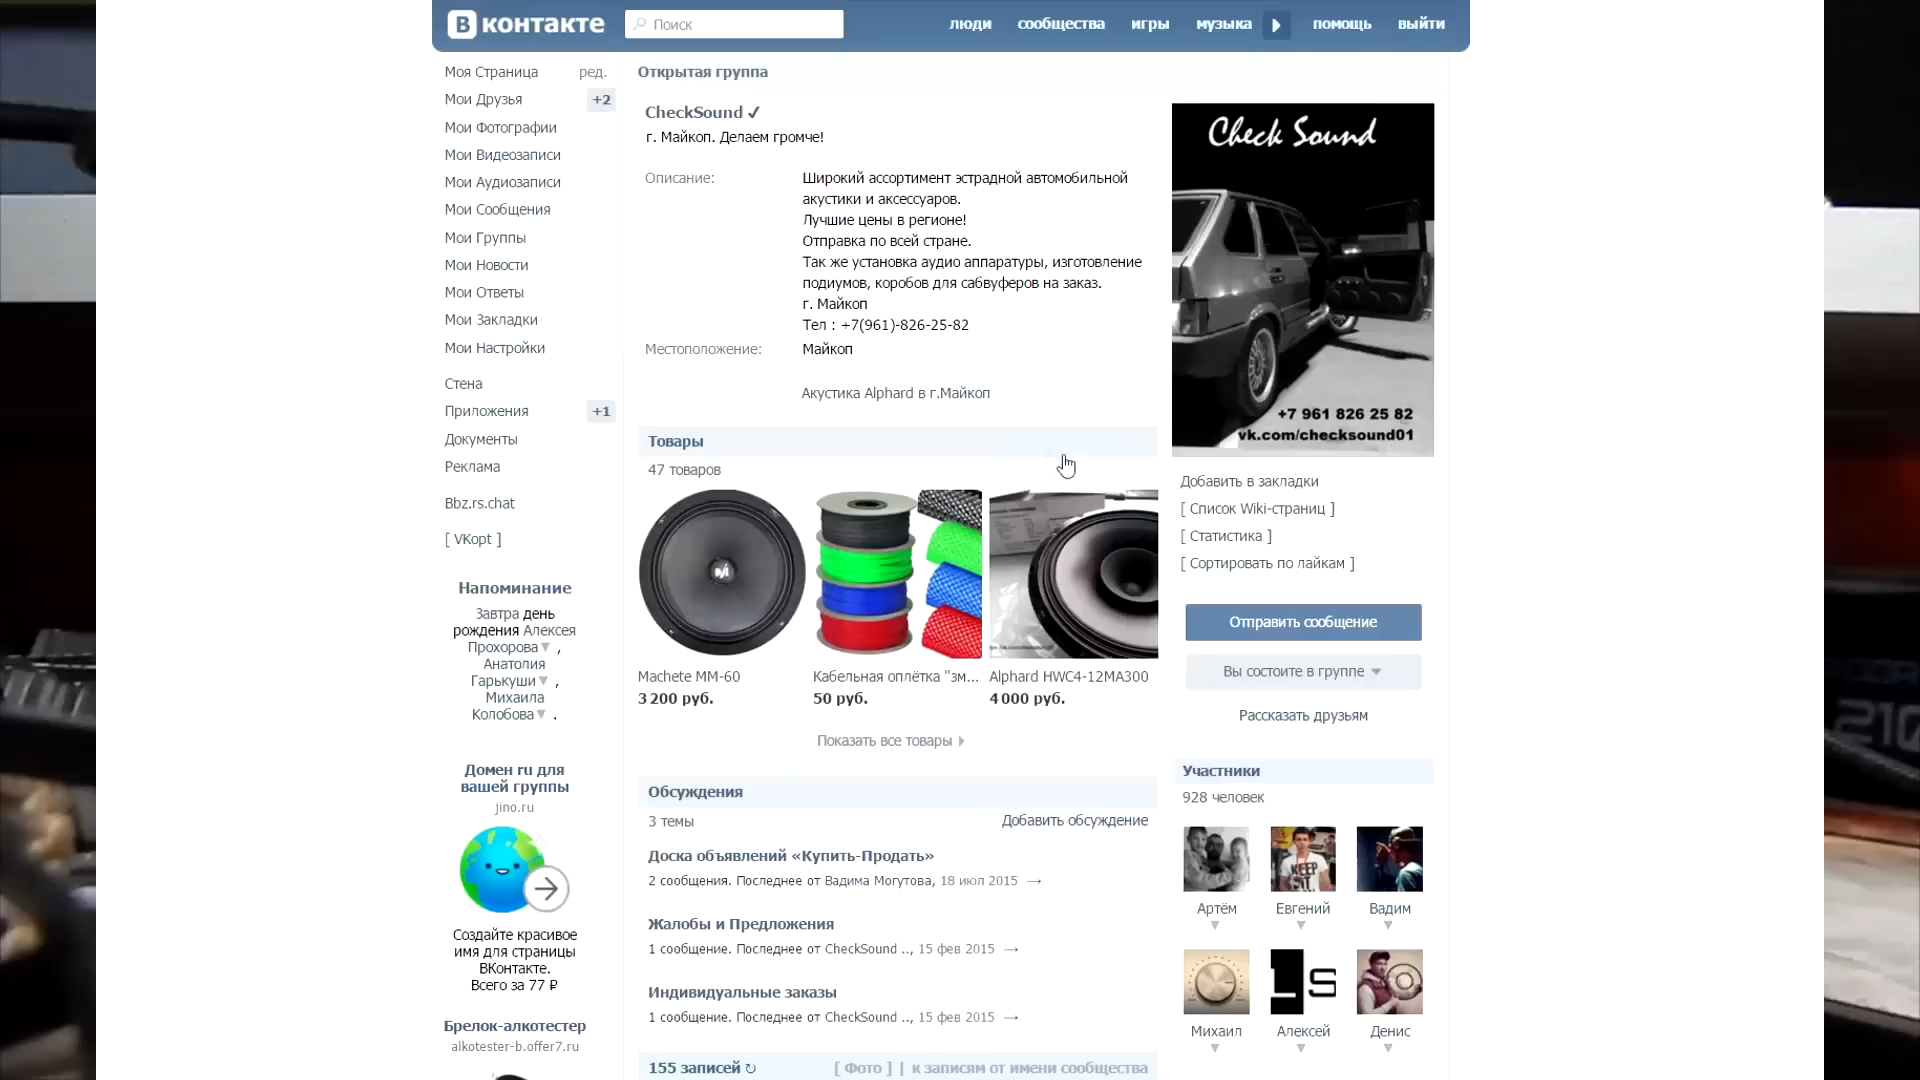 В контакте
Поиск
люди
сообщества
игры
музыка
помощь
выйти
Моя Страница
ред.
Мои Друзья
+2
Мои Фотографии
Мои Видеозаписи
Мои Аудиозаписи
Мои Сообщения
Мои Группы
Мои Новости
Мои Ответы
Мои Закладки
Мои Настройки
Стена
Приложения
+1
Документы
Реклама
Bbz.rs.chat
[ VKopt ]
Напоминание
Завтра день
рождения Алексея
Прохорова ,
Анатолия
Гарькуши ,
Михаила
Колобова .
Домен ru для
вашей группы
jino.ru
Создайте красивое
имя для страницы
ВКонтакте.
Всего за 77 ₽
Брелок-алкотестер
alkotester-b.offer7.ru
Открытая группа
CheckSound ✓
г. Майкоп. Делаем громче!
Описание:
Широкий ассортимент эстрадной автомобильной
акустики и аксессуаров.
Лучшие цены в регионе!
Отправка по всей стране.
Так же установка аудио аппаратуры, изготовление
подиумов, коробов для сабвуферов на заказ.
г. Майкоп
Тел : +7(961)-826-25-82
Местоположение:
Майкоп
Акустика Alphard в г.Майкоп
Товары
47 товаров
Machete MM-60
3 200 руб.
Кабельная оплётка "зм...
50 руб.
Alphard HWC4-12MA300
4 000 руб.
Показать все товары
Обсуждения
3 темы
Добавить обсуждение
Доска объявлений «Купить-Продать»
2 сообщения. Последнее от Вадима Могутова, 18 июл 2015 →
Жалобы и Предложения
1 сообщение. Последнее от CheckSound .., 15 фев 2015 →
Индивидуальные заказы
1 сообщение. Последнее от CheckSound .., 15 фев 2015 →
155 записей
[ Фото ] | к записям от имени сообщества
Check Sound
+7 961 826 25 82
vk.com/checksound01
Добавить в закладки
[ Список Wiki-страниц ]
[ Статистика ]
[ Сортировать по лайкам ]
Отправить сообщение
Вы состоите в группе
Рассказать друзьям
Участники
928 человек
Артём
Евгений
Вадим
Михаил
Алексей
Денис